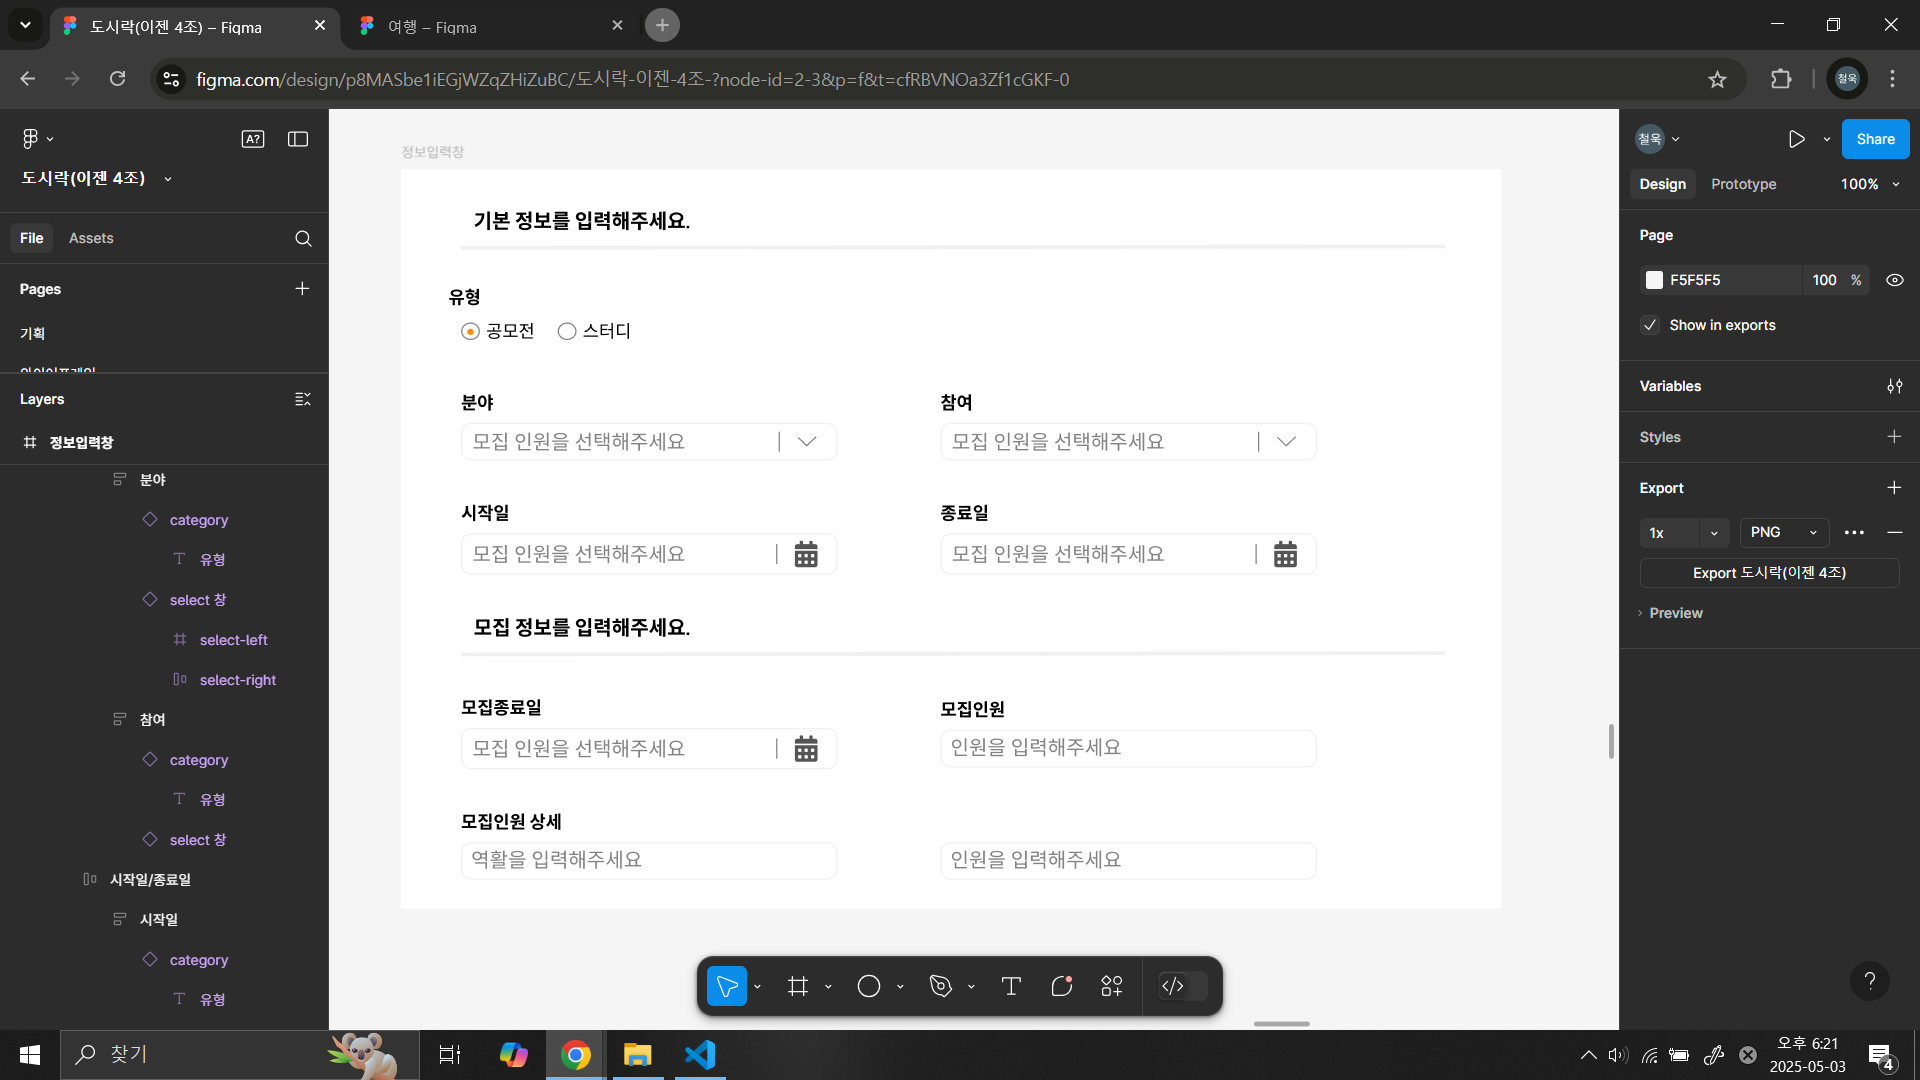 도시락(이젠 4조) – Figma
여행 – Figma
figma.com/design/p8MASbe1iEGjWZqZHiZuBC/도시락-이젠-4조-?node-id=2-3&p=f&t=cfRBVNOa3Zf1cGKF-0
철욱
A?
도시락(이젠 4조)
File
Assets
Pages
기획
와이어프레임
Layers
정보입력창
분야
category
유형
select 창
select-left
select-right
참여
category
유형
select 창
시작일/종료일
시작일
category
유형
정보입력창
기본 정보를 입력해주세요.
유형
공모전
스터디
분야
참여
모집 인원을 선택해주세요
모집 인원을 선택해주세요
시작일
종료일
모집 인원을 선택해주세요
모집 인원을 선택해주세요
모집 정보를 입력해주세요.
모집종료일
모집인원
모집 인원을 선택해주세요
인원을 입력해주세요
모집인원 상세
역활을 입력해주세요
인원을 입력해주세요
철욱
Share
Design
Prototype
100%
Page
F5F5F5
100 %
Show in exports
Variables
Styles
Export
1x
PNG
Export 도시락(이젠 4조)
Preview
?
찾기
오후 6:21
2025-05-03
4